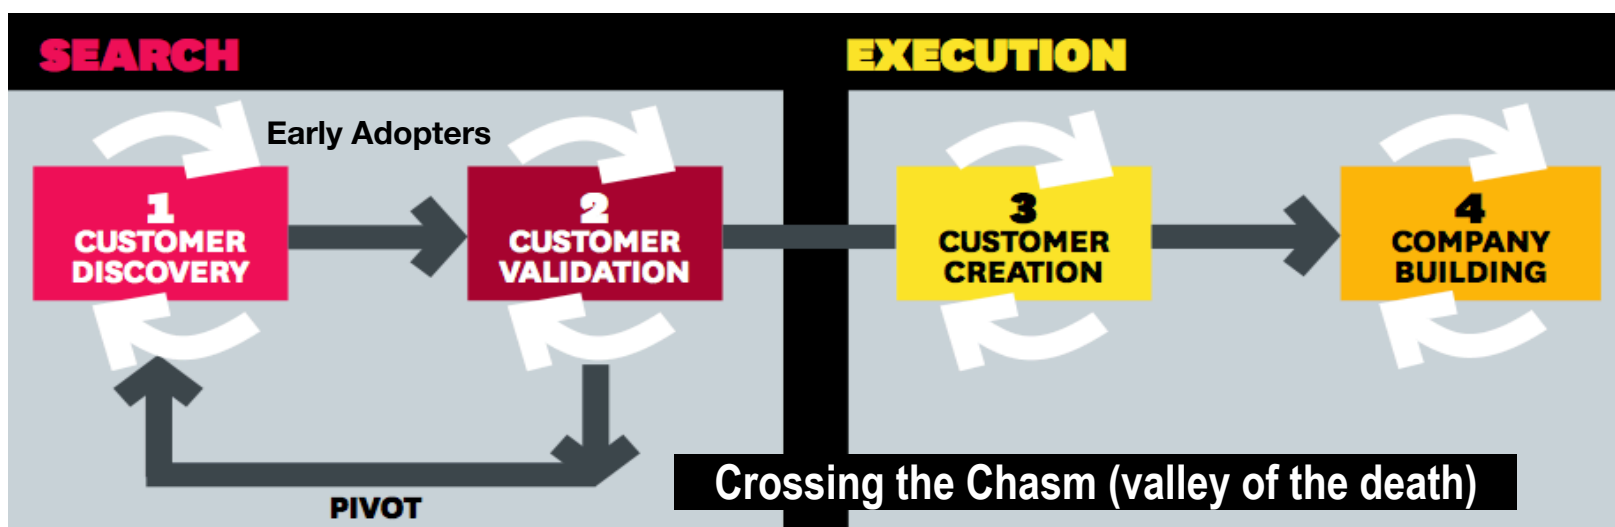 SEARCH
EXECUTION
Early Adopters
1
CUSTOMER
DISCOVERY
2
CUSTOMER
VALIDATION
3
CUSTOMER
CREATION
4
COMPANY
BUILDING
PIVOT
Crossing the Chasm (valley of the death)